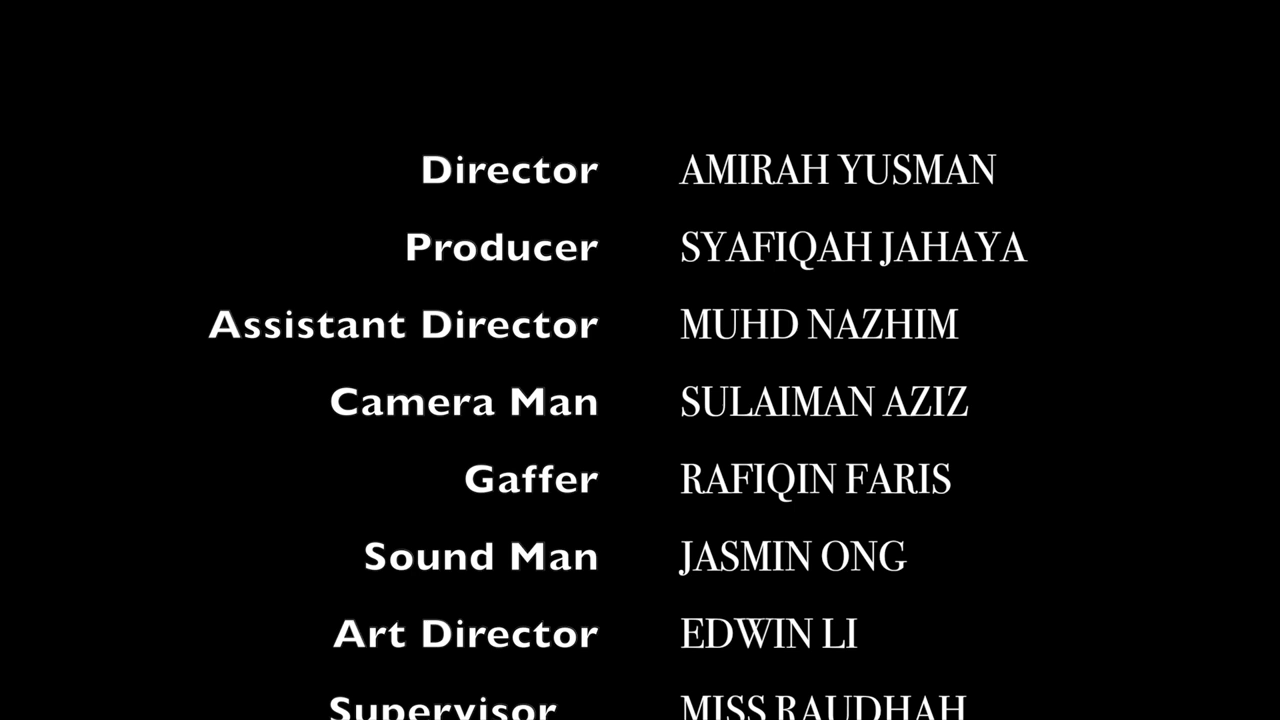 Director AMIRAH YUSMAN
Producer SYAFIQAH JAHAYA
Assistant Director MUHD NAZHIM
Camera Man SULAIMAN AZIZ
Gaffer RAFIQIN FARIS
Sound Man JASMIN ONG
Art Director EDWIN LI
Supervisor MISS RAUDHAH